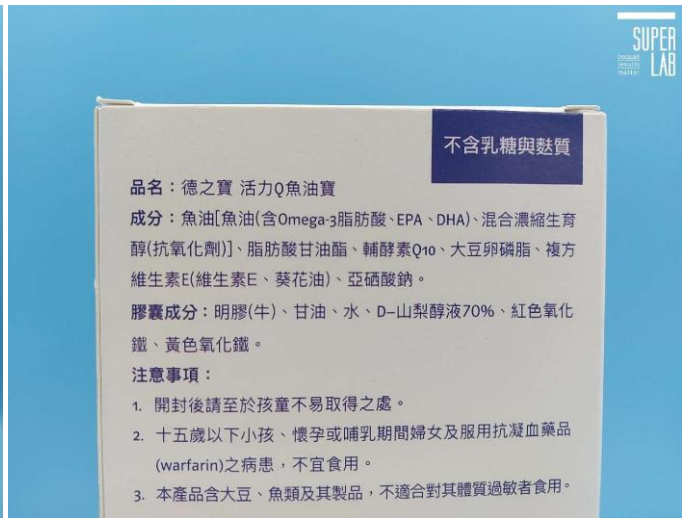 SUPER
LAB
because
results
matter
不含乳糖與麩質
品名：德之寶 活力Q魚油寶
成分：魚油[魚油(含Omega-3脂肪酸、EPA、DHA)、混合濃縮生育
醇(抗氧化劑)]、脂肪酸甘油酯、輔酵素Q10、大豆卵磷脂、複方
維生素E(維生素E、葵花油)、亞硒酸鈉。
膠囊成分：明膠(牛)、甘油、水、D-山梨醇液70%、紅色氧化
鐵、黃色氧化鐵。
注意事項：
1. 開封後請至於孩童不易取得之處。
2. 十五歲以下小孩、懷孕或哺乳期間婦女及服用抗凝血藥品
(warfarin)之病患，不宜食用。
3. 本產品含大豆、魚類及其製品，不適合對其體質過敏者食用。